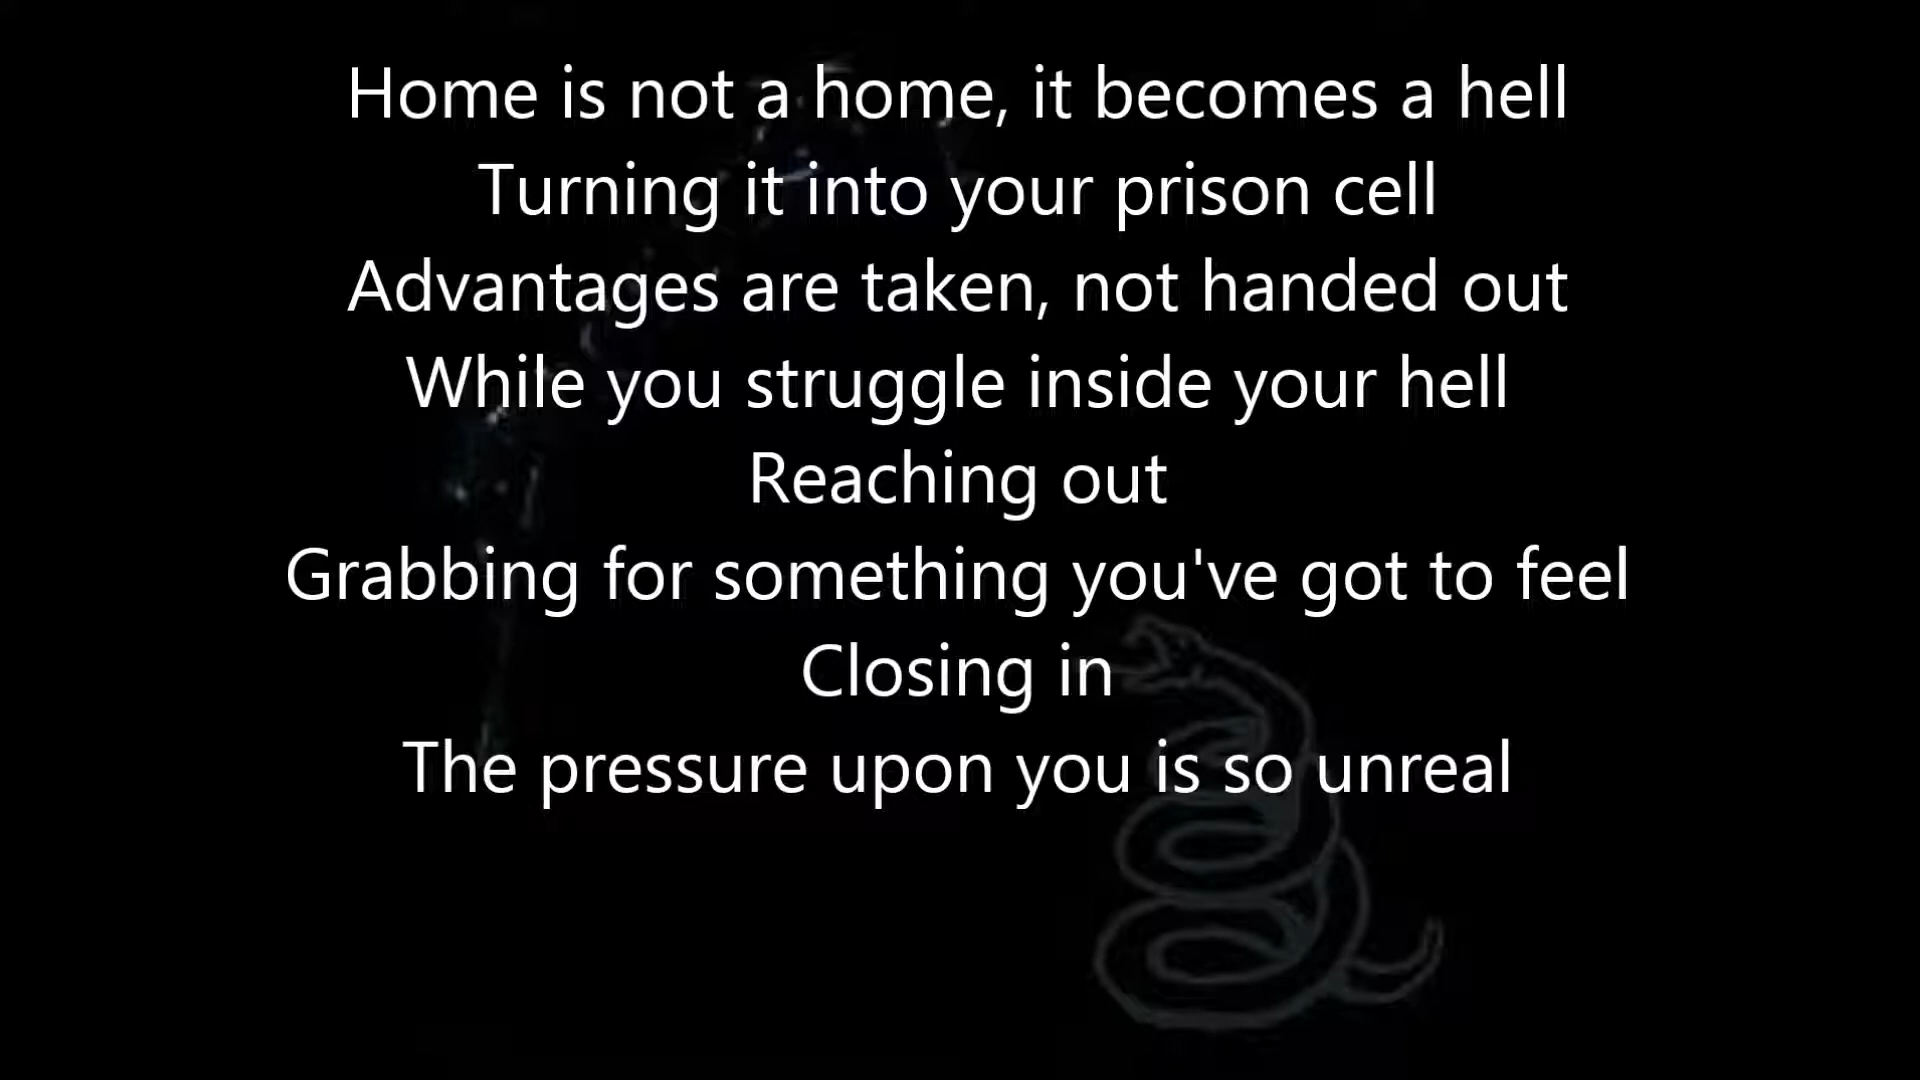 Home is not a home, it becomes a hell
Turning it into your prison cell
Advantages are taken, not handed out
While you struggle inside your hell
Reaching out
Grabbing for something you've got to feel
Closing in
The pressure upon you is so unreal